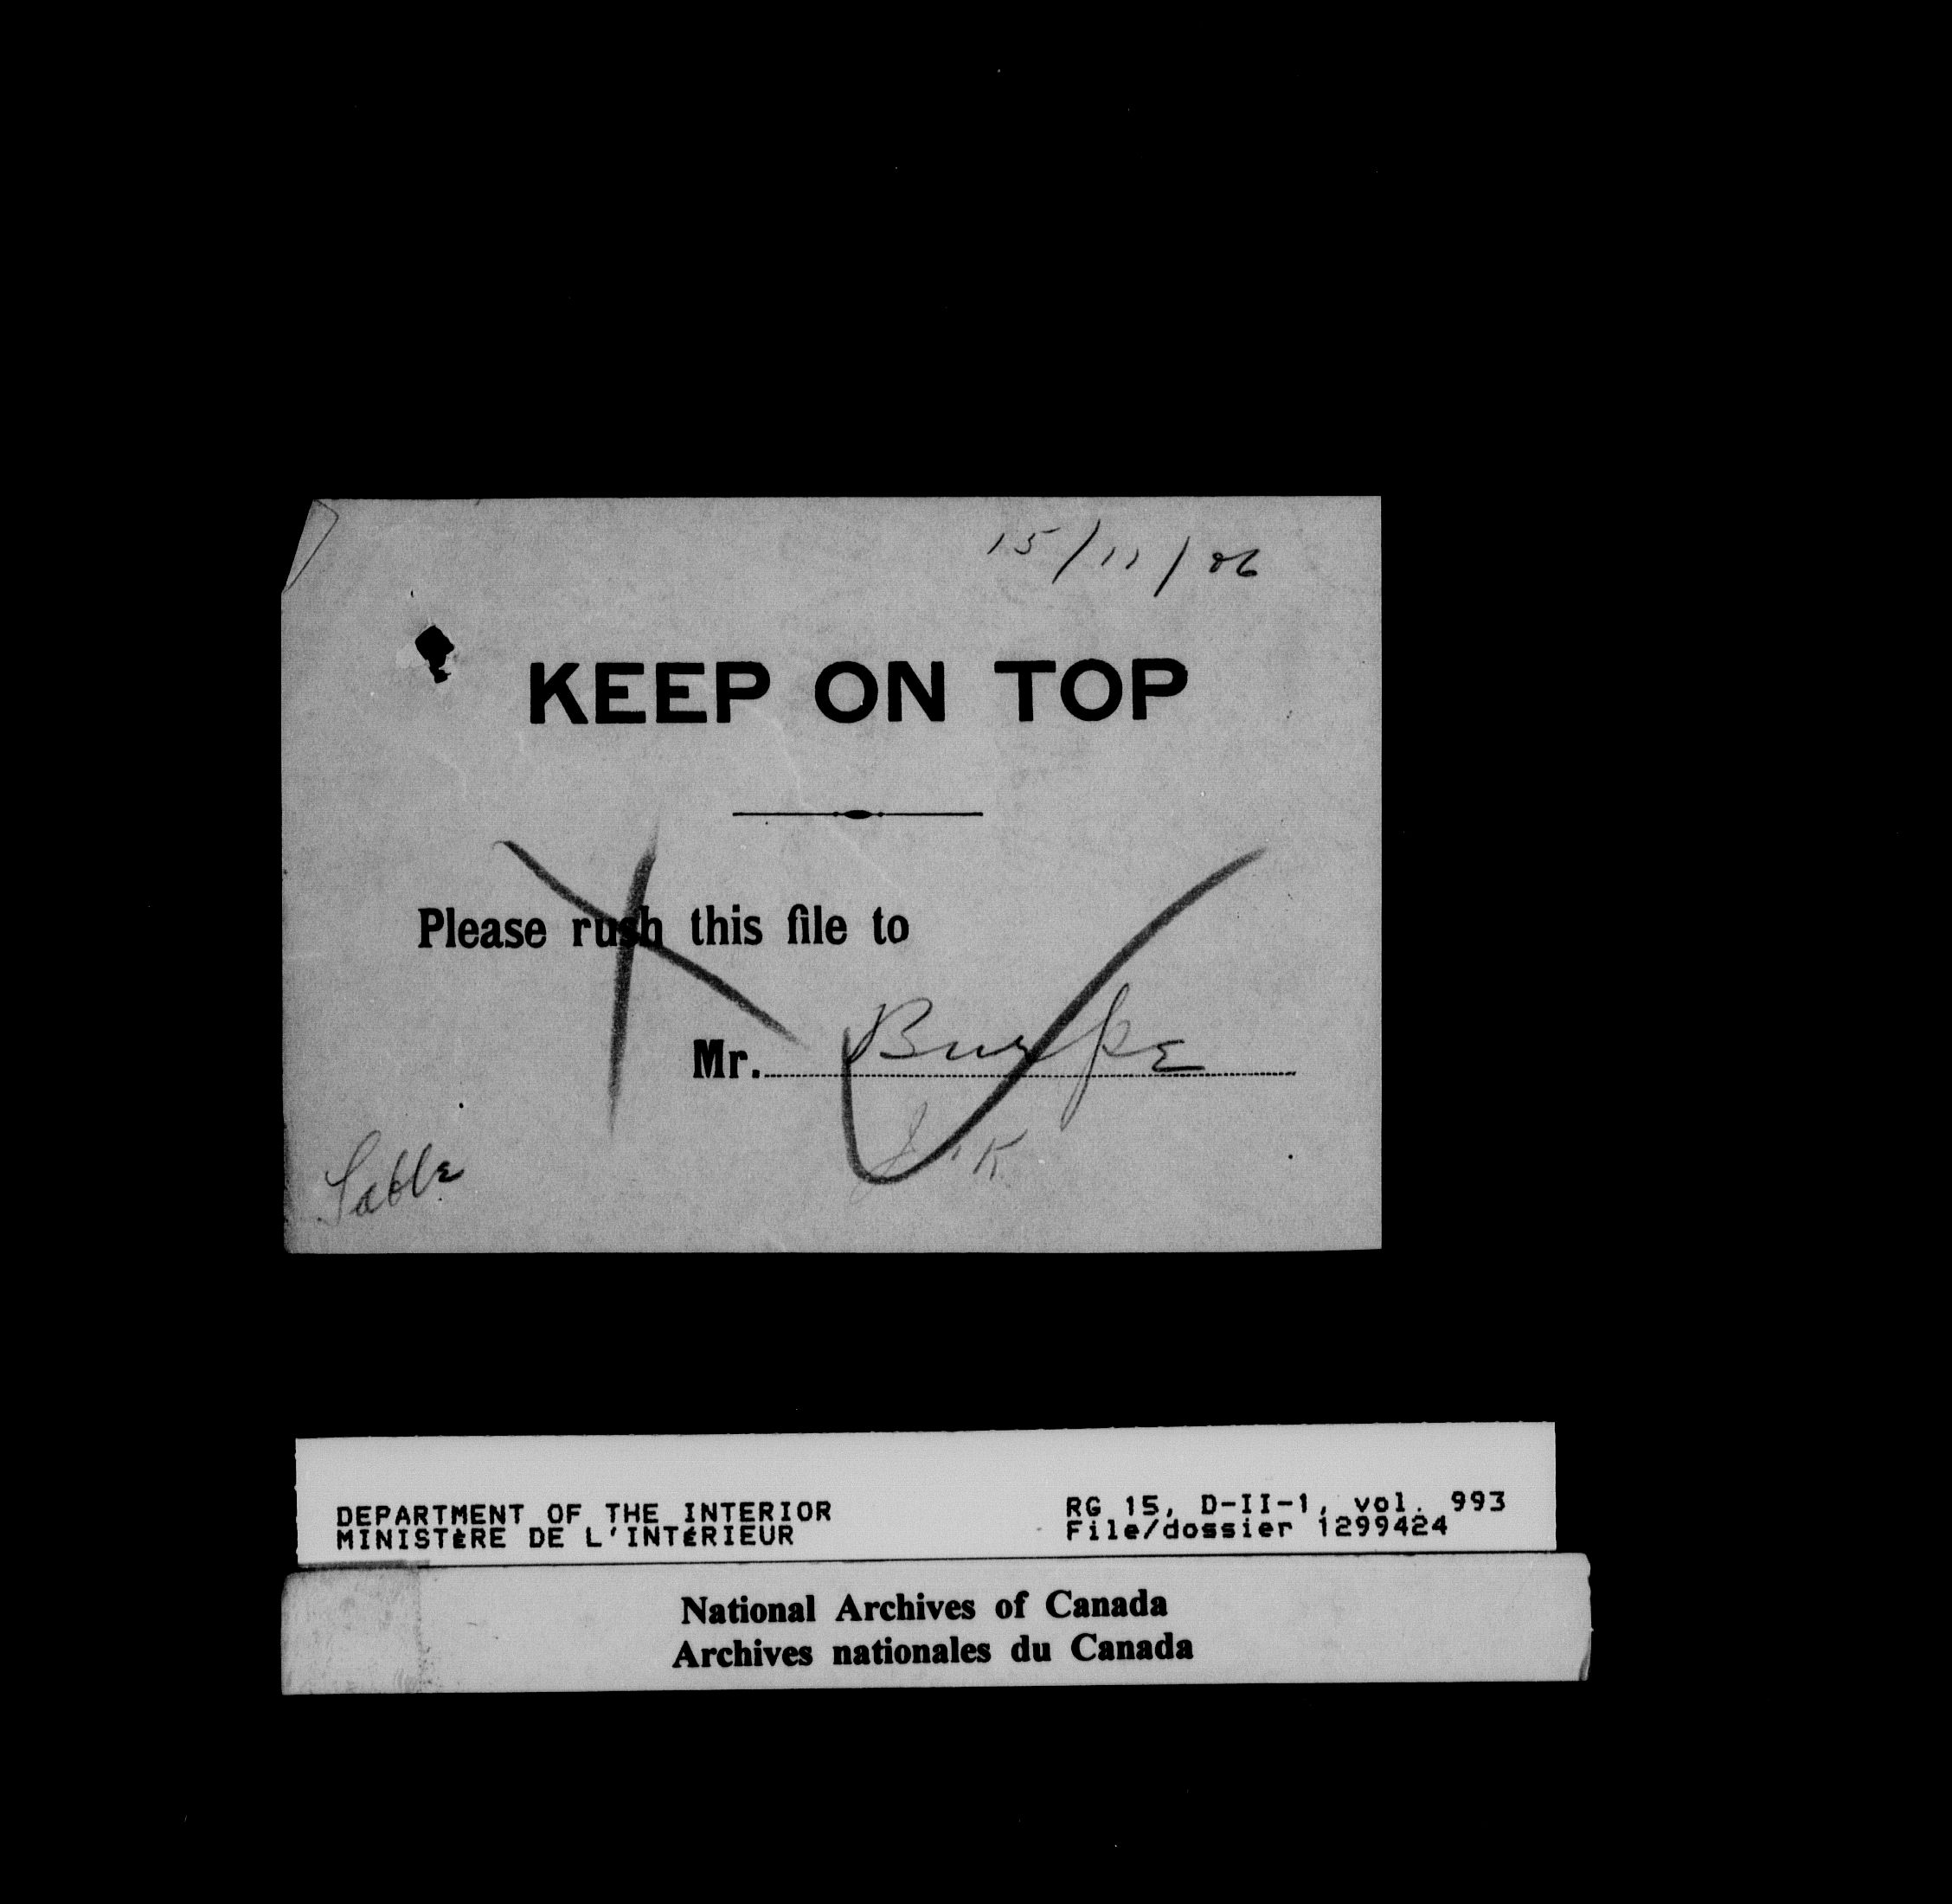 15/11/06
KEEP ON TOP
Please rush this file to
Mr. Burpe
Sable
DEPARTMENT OF THE INTERIOR
MINISTÈRE DE L'INTÉRIEUR
RG 15, D-II-1, vol. 993
File/dossier 1299424
National Archives of Canada
Archives nationales du Canada